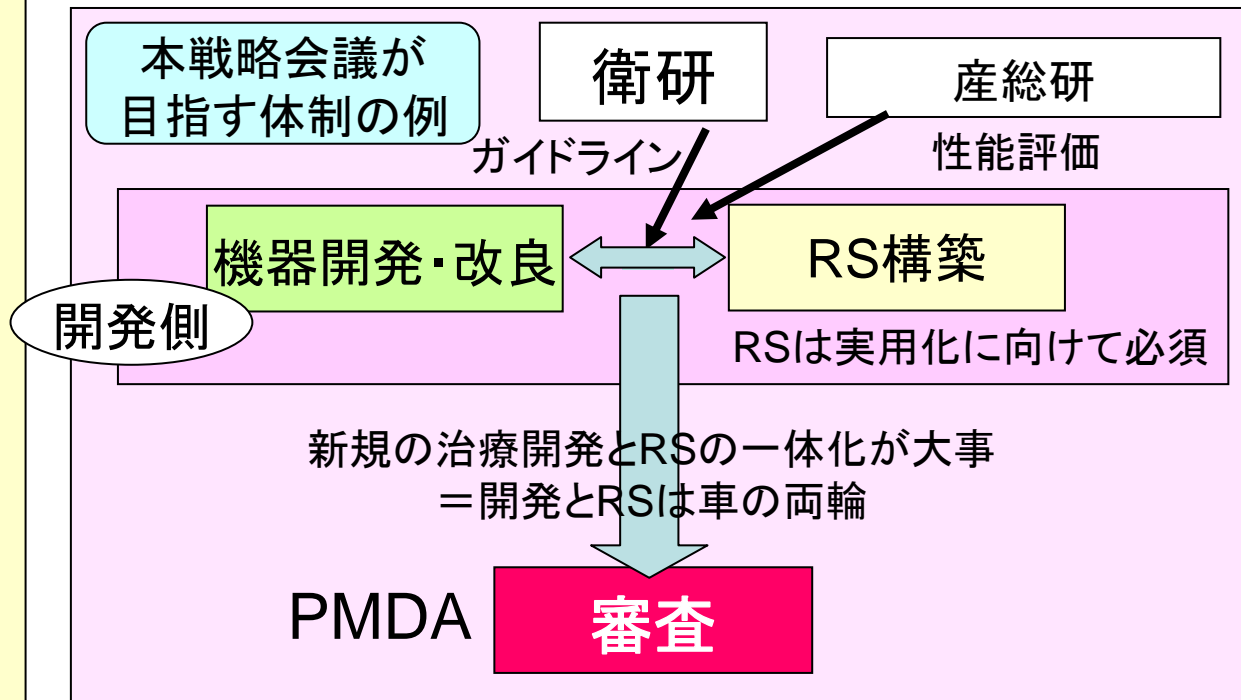 本戦略会議が
目指す体制の例
衛研
産総研
ガイドライン
性能評価
機器開発・改良
RS構築
開発側
RSは実用化に向けて必須
新規の治療開発とRSの一体化が大事
＝開発とRSは車の両輪
PMDA
審査